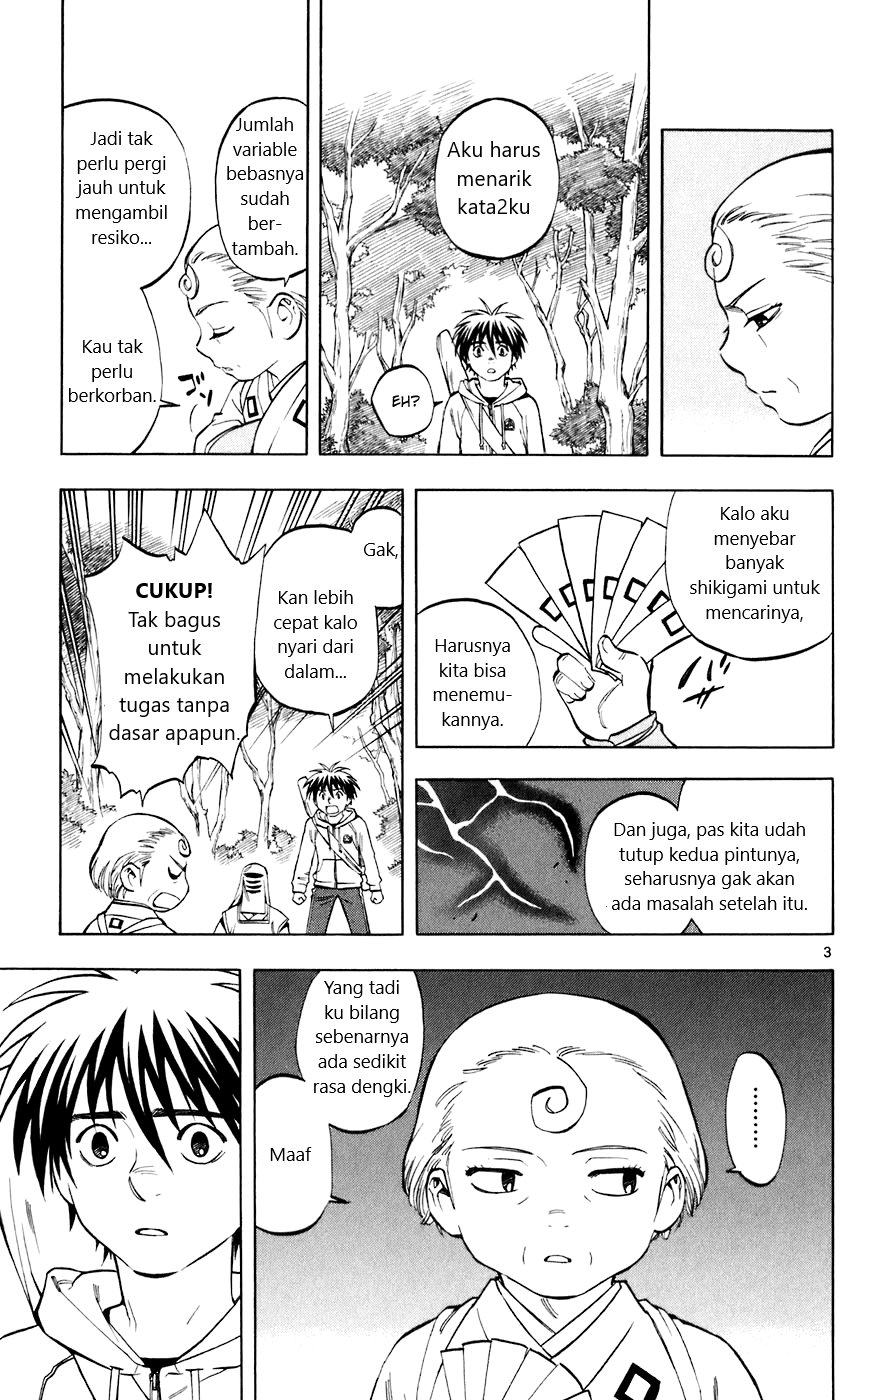 Aku harus
menarik
kata2ku
EH?
Jumlah
variable
bebasnya
sudah
ber-
tambah.
Jadi tak
perlu pergi
jauh untuk
mengambil
resiko...
Kau tak
perlu
berkorban.
ゴ
ホン
Kalo aku
menyebar
banyak
shikigami untuk
mencarinya,
Harusnya
kita bisa
menemu-
kannya.
Dan juga, pas kita udah
tutup kedua pintunya,
seharusnya gak akan
ada masalah setelah itu.
Gak,
Kan lebih
cepat kalo
nyari dari
dalam...
CUKUP!
Tak bagus
untuk
melakukan
tugas tanpa
dasar apapun.
3
.........
Yang tadi
ku bilang
sebenarnya
ada sedikit
rasa dengki.
Maaf